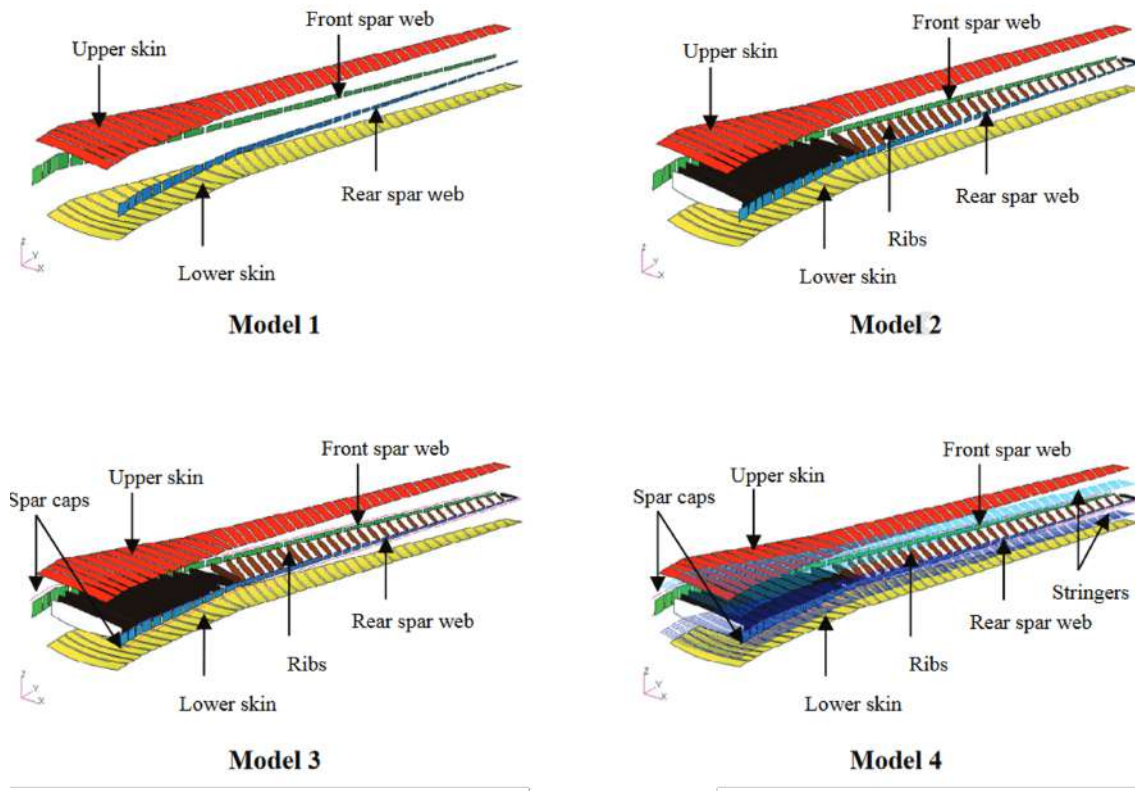 Front spar web
Upper skin
Rear spar web
Lower skin
Z
Y
X
Model 1
Front spar web
Upper skin
Rear spar web
Ribs
Lower skin
Z
Y
X
Model 2
Front spar web
Upper skin
Spar caps
Rear spar web
Ribs
Lower skin
Z
Y
X
Model 3
Front spar web
Upper skin
Spar caps
Stringers
Rear spar web
Ribs
Lower skin
Z
Y
X
Model 4